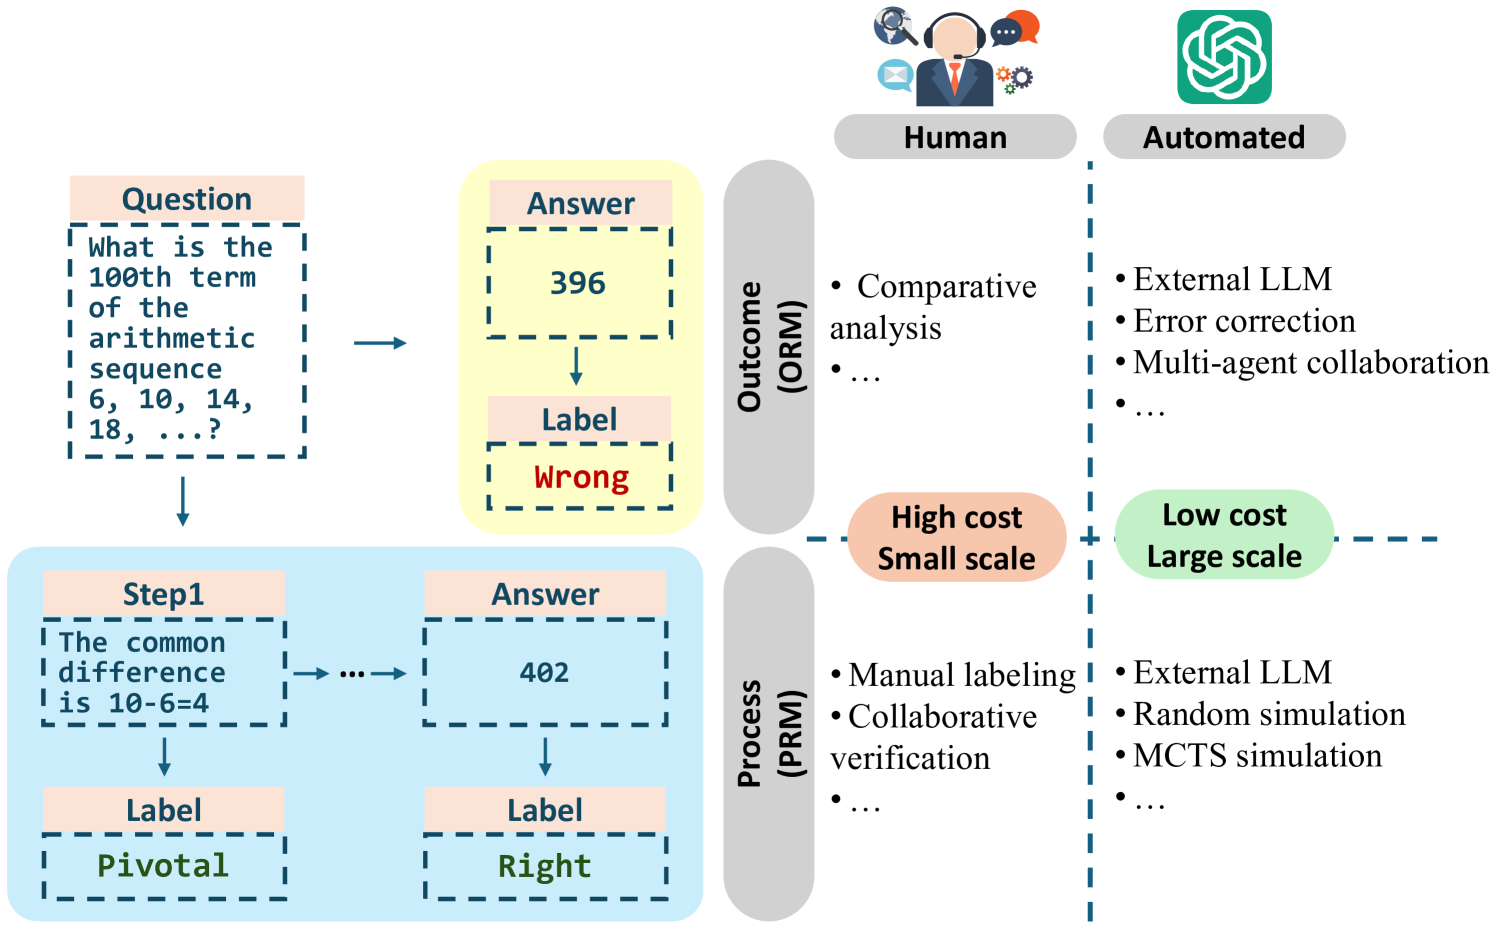 Human
Automated
Question
What is the
100th term
of the
arithmetic
sequence
6, 10, 14,
18, ...?
Answer
396
Label
Wrong
Outcome
(ORM)
• Comparative
analysis
• …
• External LLM
• Error correction
• Multi-agent collaboration
• …
High cost
Small scale
Low cost
Large scale
Step1
The common
difference
is 10-6=4
...
Answer
402
Label
Pivotal
Label
Right
Process
(PRM)
• Manual labeling
• Collaborative
verification
• …
• External LLM
• Random simulation
• MCTS simulation
• …